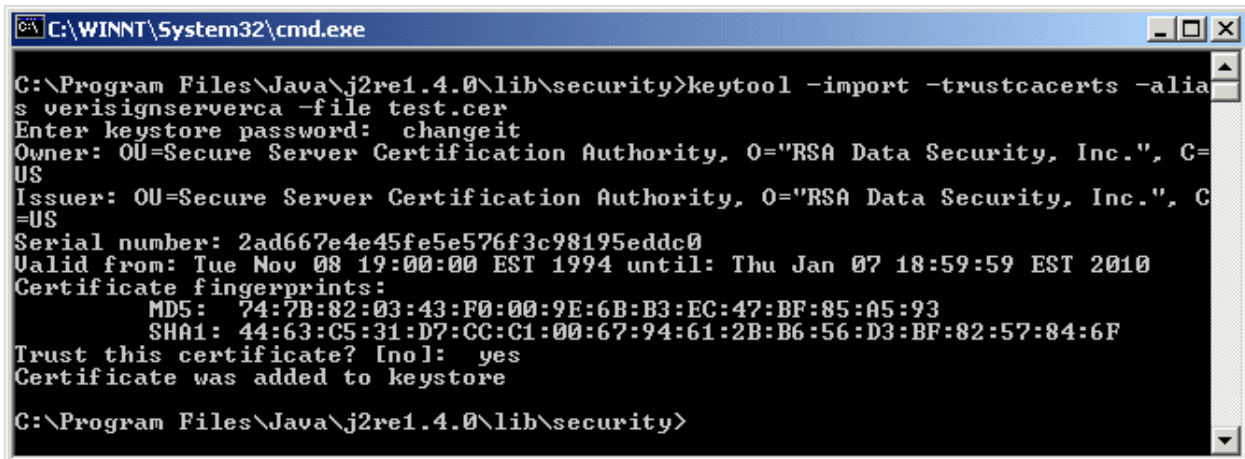 C:\WINNT\System32\cmd.exe
C:\Program Files\Java\j2re1.4.0\lib\security>keytool -import -trustcacerts -alia
s verisignserverca -file test.cer
Enter keystore password:  changeit
Owner: OU=Secure Server Certification Authority, O="RSA Data Security, Inc.", C=
US
Issuer: OU=Secure Server Certification Authority, O="RSA Data Security, Inc.", C
=US
Serial number: 2ad667e4e45fe5e576f3c98195eddc0
Valid from: Tue Nov 08 19:00:00 EST 1994 until: Thu Jan 07 18:59:59 EST 2010
Certificate fingerprints:
         MD5:  74:7B:82:03:43:F0:00:9E:6B:B3:EC:47:BF:85:A5:93
         SHA1: 44:63:C5:31:D7:CC:C1:00:67:94:61:2B:B6:56:D3:BF:82:57:84:6F
Trust this certificate? [no]:  yes
Certificate was added to keystore
C:\Program Files\Java\j2re1.4.0\lib\security>